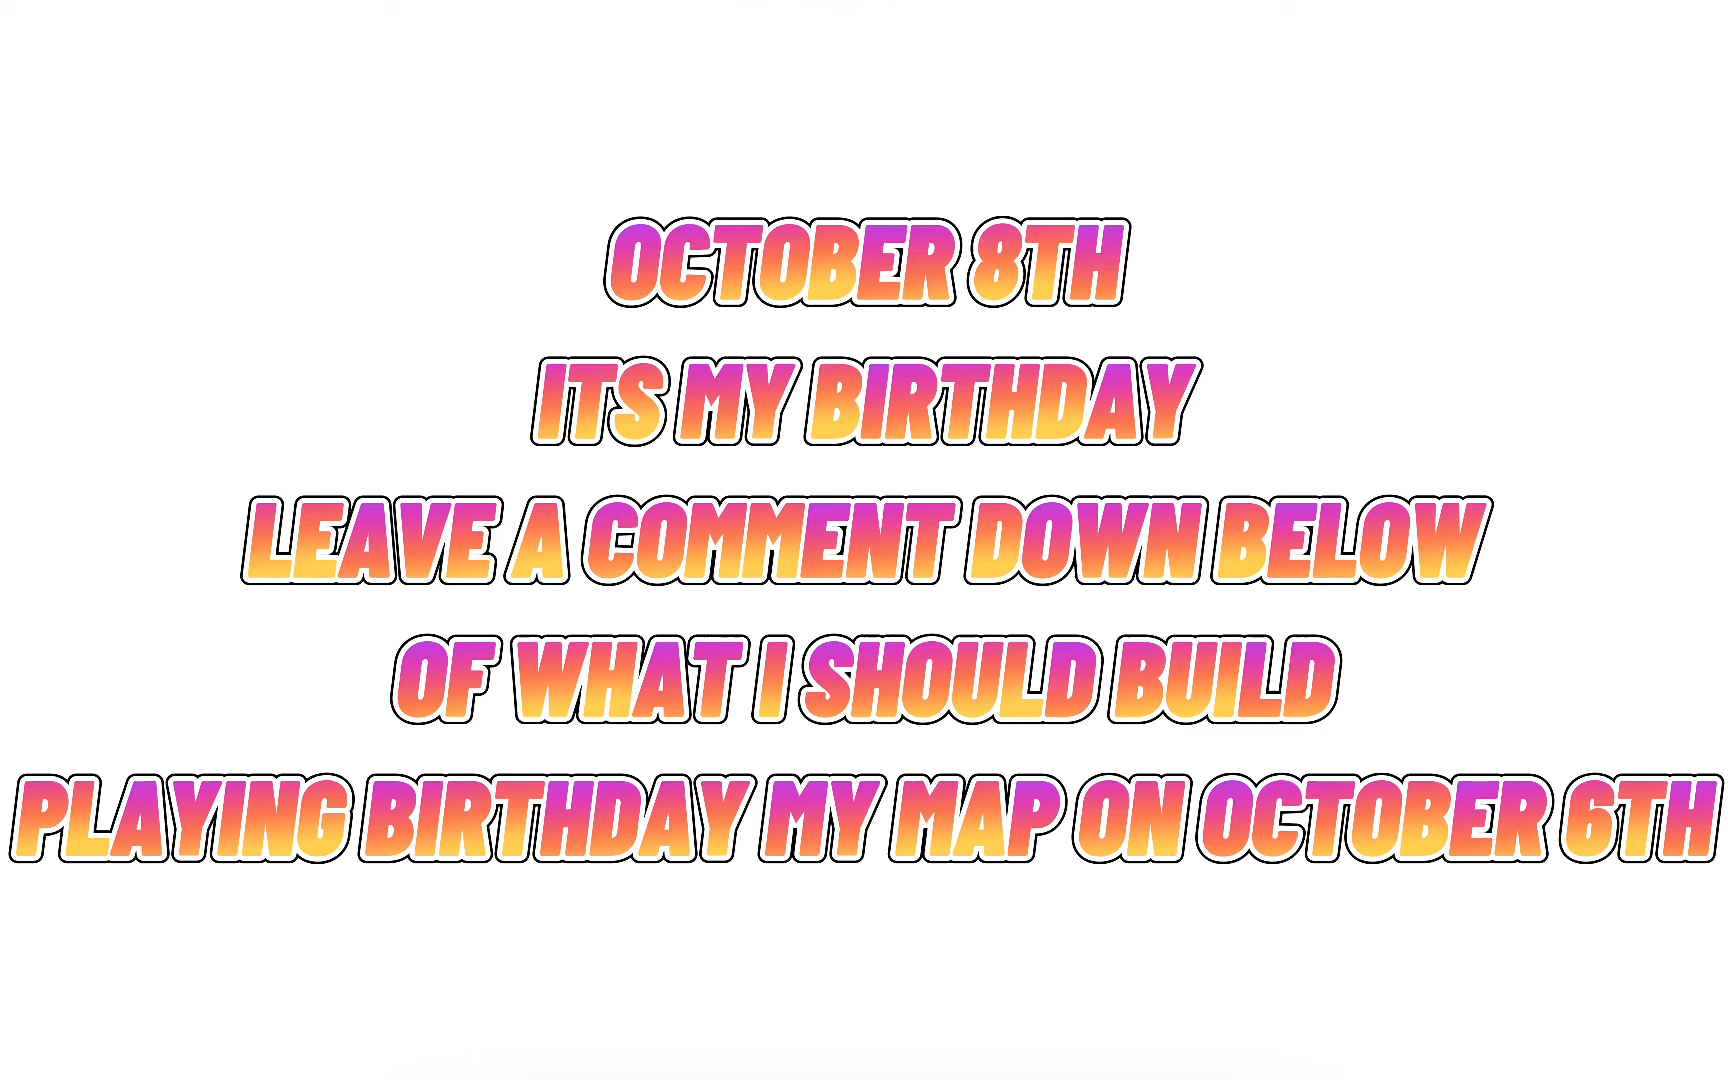 OCTOBER 8TH
ITS MY BIRTHDAY
LEAVE A COMMENT DOWN BELOW
OF WHAT I SHOULD BUILD
PLAYING BIRTHDAY MY MAP ON OCTOBER 6TH